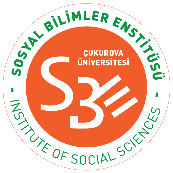 SOSYAL BİLİMLER ENSTİTÜSÜ
ÇUKUROVA
ÜNİVERSİTESİ
SBE
INSTITUTE OF SOCIAL SCIENCES